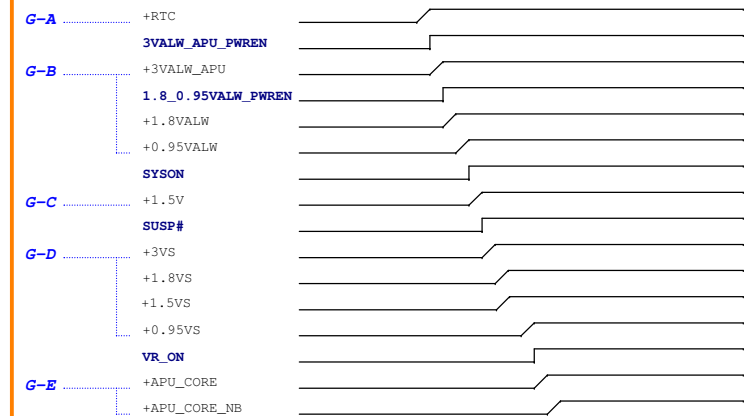 G-A +RTC
3VALW_APU_PWREN
G-B +3VALW_APU
1.8_0.95VALW_PWREN
+1.8VALW
+0.95VALW
SYSON
G-C +1.5V
SUSP#
G-D +3VS
+1.8VS
+1.5VS
+0.95VS
VR_ON
G-E +APU_CORE
+APU_CORE_NB